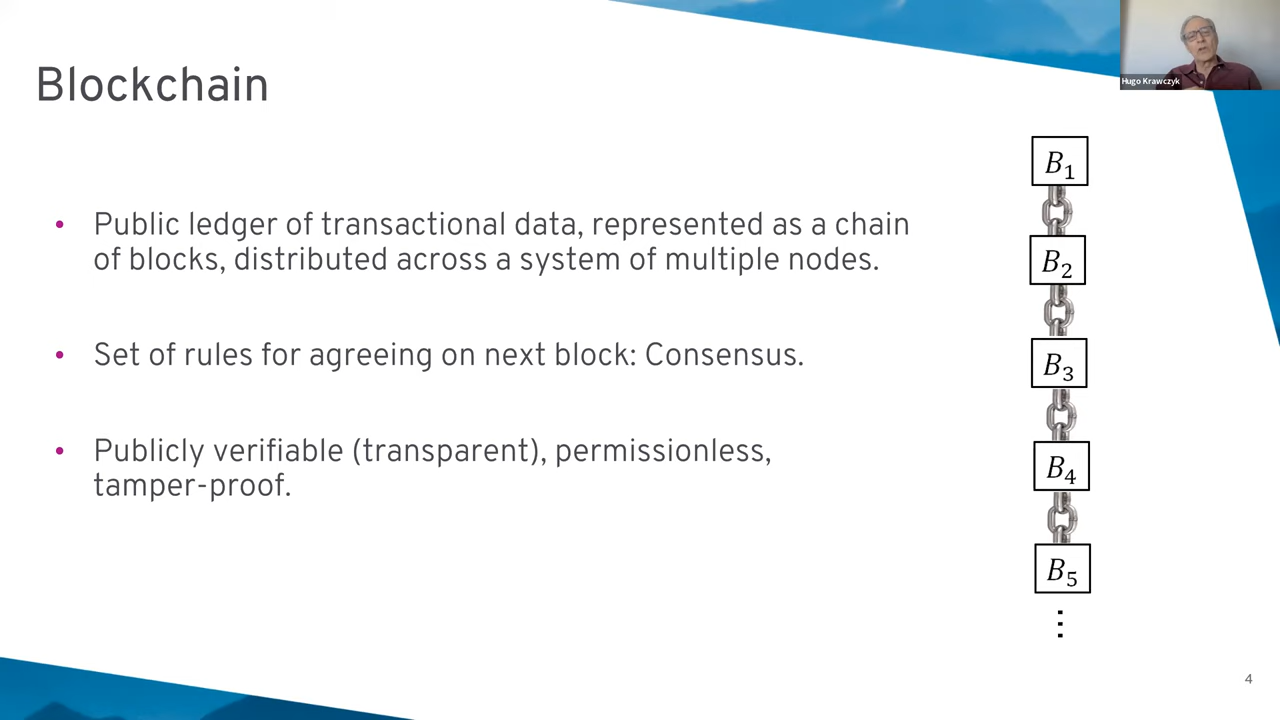 Hugo Krawczyk
Blockchain
• Public ledger of transactional data, represented as a chain
of blocks, distributed across a system of multiple nodes.
• Set of rules for agreeing on next block: Consensus.
• Publicly verifiable (transparent), permissionless,
tamper-proof.
B₁
B₂
B₃
B₄
B₅
⋮
4